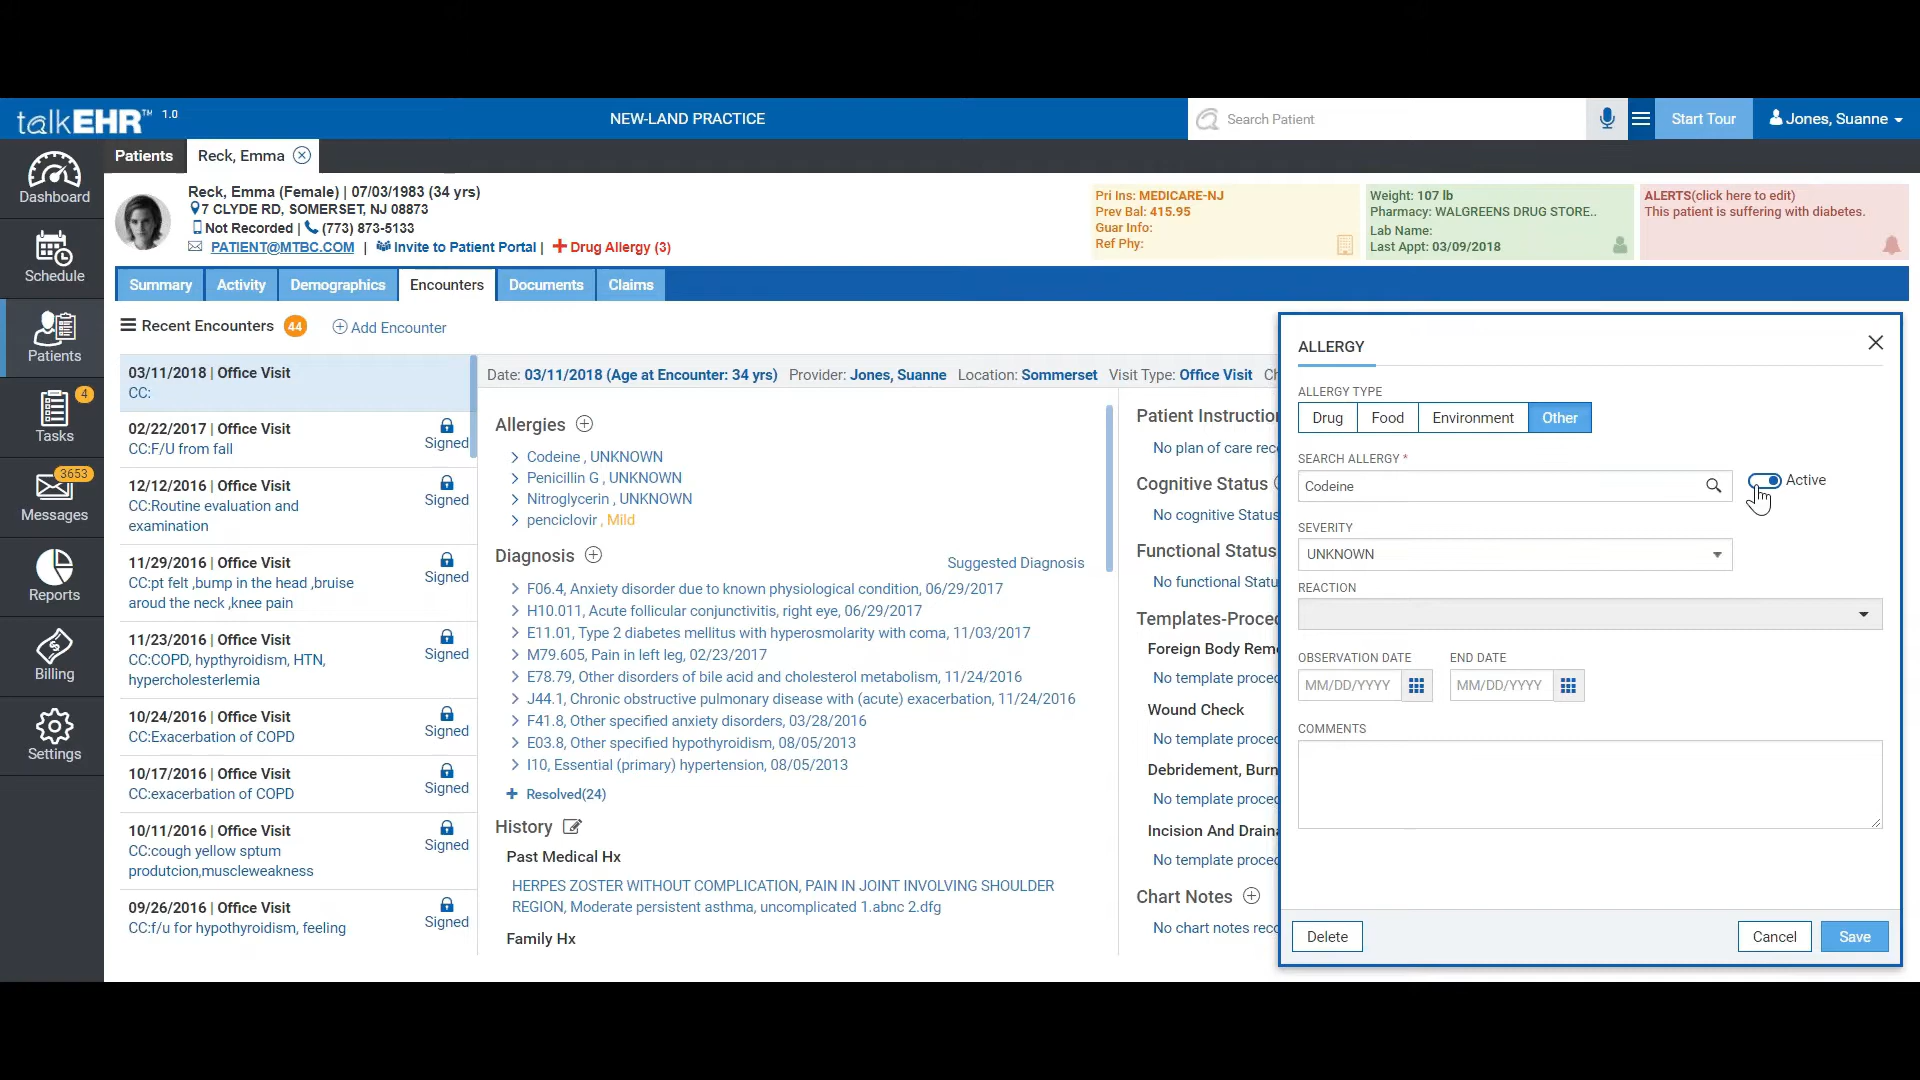 talkEHR™ 1.0
NEW-LAND PRACTICE
Search Patient
Start Tour
Jones, Suanne
Dashboard
Schedule
Patients
4
Tasks
3653
Messages
Reports
Billing
Settings
Patients
Reck, Emma
Reck, Emma (Female) | 07/03/1983 (34 yrs)
7 CLYDE RD, SOMERSET, NJ 08873
Not Recorded | (773) 873-5133
PATIENT@MTBC.COM | Invite to Patient Portal | Drug Allergy (3)
Pri Ins: MEDICARE-NJ
Prev Bal: 415.95
Guar Info:
Ref Phy:
Weight: 107 lb
Pharmacy: WALGREENS DRUG STORE..
Lab Name:
Last Appt: 03/09/2018
ALERTS(click here to edit)
This patient is suffering with diabetes.
Summary Activity Demographics Encounters Documents Claims
Recent Encounters 44 Add Encounter
03/11/2018 | Office Visit
CC:
02/22/2017 | Office Visit
CC:F/U from fall
Signed
12/12/2016 | Office Visit
CC:Routine evaluation and
examination
Signed
11/29/2016 | Office Visit
CC:pt felt ,bump in the head ,bruise
aroud the neck ,knee pain
Signed
11/23/2016 | Office Visit
CC:COPD, hypthyroidism, HTN,
hypercholesterlemia
Signed
10/24/2016 | Office Visit
CC:Exacerbation of COPD
Signed
10/17/2016 | Office Visit
CC:exacerbation of COPD
Signed
10/11/2016 | Office Visit
CC:cough yellow sptum
produtcion,muscleweakness
Signed
09/26/2016 | Office Visit
CC:f/u for hypothyroidism, feeling
Signed
Date: 03/11/2018 (Age at Encounter: 34 yrs) Provider: Jones, Suanne Location: Sommerset Visit Type: Office Visit Ch
Allergies
Codeine , UNKNOWN
Penicillin G , UNKNOWN
Nitroglycerin , UNKNOWN
penciclovir , Mild
Diagnosis
Suggested Diagnosis
F06.4, Anxiety disorder due to known physiological condition, 06/29/2017
H10.011, Acute follicular conjunctivitis, right eye, 06/29/2017
E11.01, Type 2 diabetes mellitus with hyperosmolarity with coma, 11/03/2017
M79.605, Pain in left leg, 02/23/2017
E78.79, Other disorders of bile acid and cholesterol metabolism, 11/24/2016
J44.1, Chronic obstructive pulmonary disease with (acute) exacerbation, 11/24/2016
F41.8, Other specified anxiety disorders, 03/28/2016
E03.8, Other specified hypothyroidism, 08/05/2013
I10, Essential (primary) hypertension, 08/05/2013
Resolved(24)
History
Past Medical Hx
HERPES ZOSTER WITHOUT COMPLICATION, PAIN IN JOINT INVOLVING SHOULDER
REGION, Moderate persistent asthma, uncomplicated 1.abnc 2.dfg
Family Hx
Patient Instruction
No plan of care rec
Cognitive Status
No cognitive Status
Functional Status
No functional Statu
Templates-Proced
Foreign Body Rem
No template proced
Wound Check
No template proced
Debridement, Burn
No template proced
Incision And Draina
No template proced
Chart Notes
No chart notes reco
ALLERGY
ALLERGY TYPE
Drug Food Environment Other
SEARCH ALLERGY *
Codeine
Active
SEVERITY
UNKNOWN
REACTION
OBSERVATION DATE END DATE
MM/DD/YYYY MM/DD/YYYY
COMMENTS
Delete Cancel Save